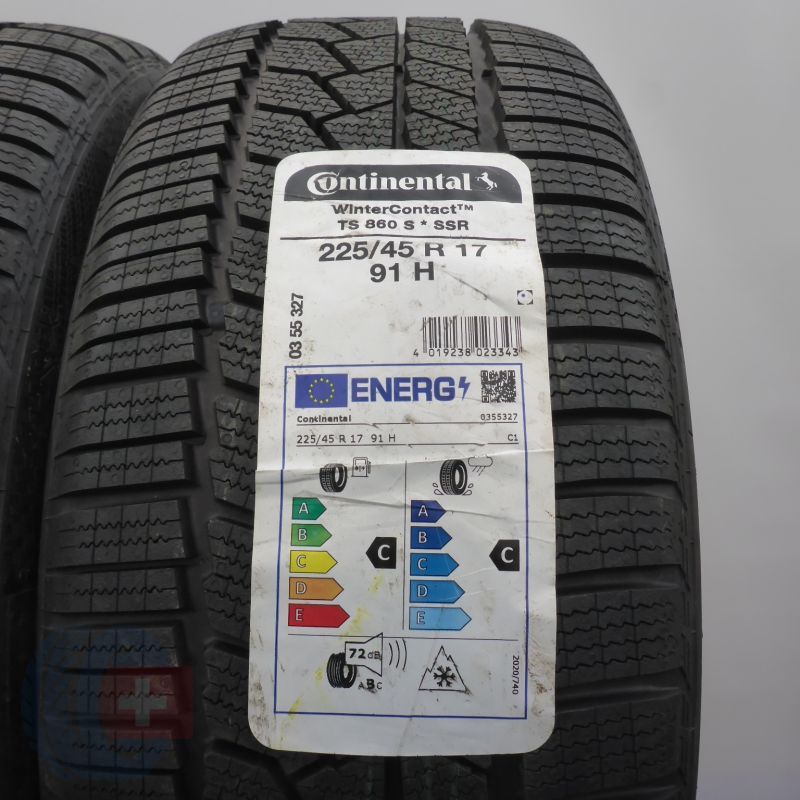 Continental
WinterContact™
TS 860 S * SSR
225/45 R 17
91 H
03 55 327
4 019238 023343
ENERG
Continental
0355327
225/45 R 17 91 H
C1
A
B
C
D
E
C
A
B
C
D
E
C
72 dB
ABC
2020/740